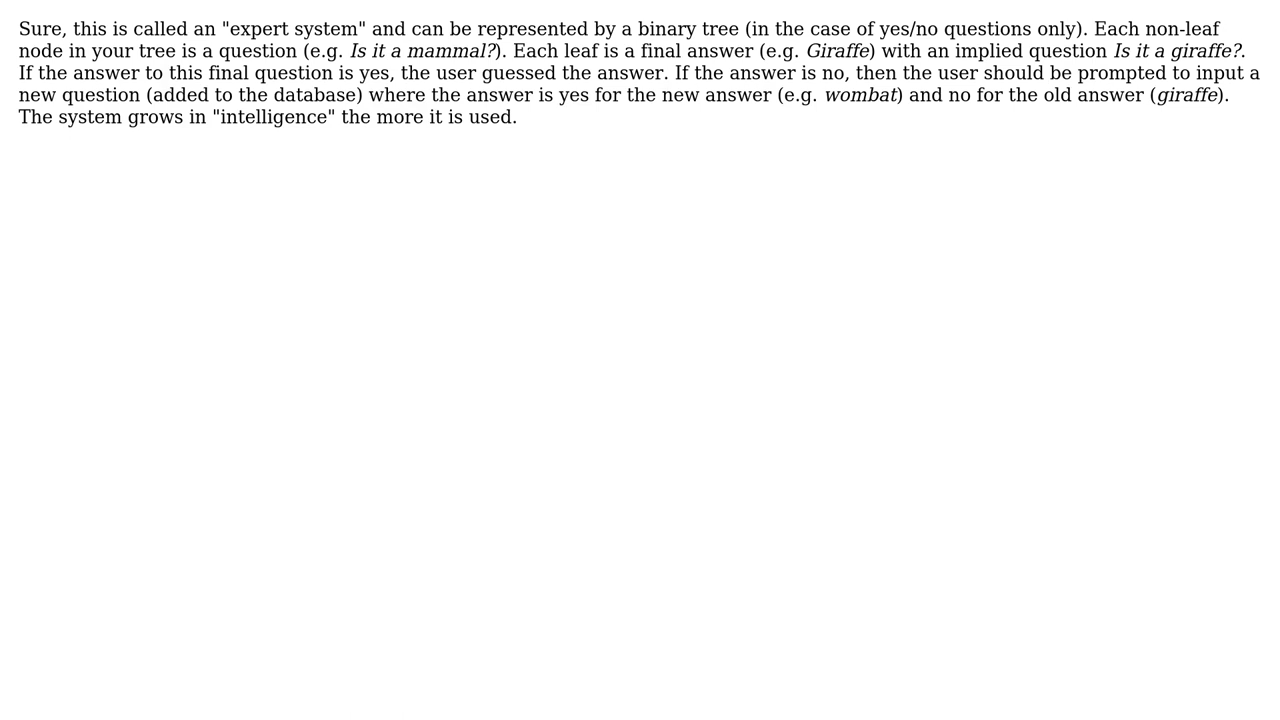 Sure, this is called an "expert system" and can be represented by a binary tree (in the case of yes/no questions only). Each non-leaf
node in your tree is a question (e.g. Is it a mammal?). Each leaf is a final answer (e.g. Giraffe) with an implied question Is it a giraffe?.
If the answer to this final question is yes, the user guessed the answer. If the answer is no, then the user should be prompted to input a
new question (added to the database) where the answer is yes for the new answer (e.g. wombat) and no for the old answer (giraffe).
The system grows in "intelligence" the more it is used.